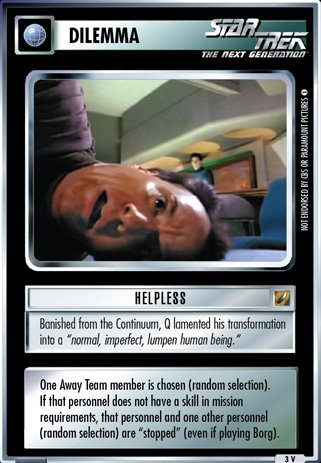 DILEMMA
STAR TREK
THE NEXT GENERATION
NOT ENDORSED BY CBS OR PARAMOUNT PICTURES
HELPLESS
Banished from the Continuum, Q lamented his transformation
into a “normal, imperfect, lumpen human being.”
One Away Team member is chosen (random selection).
If that personnel does not have a skill in mission
requirements, that personnel and one other personnel
(random selection) are “stopped” (even if playing Borg).
3 V